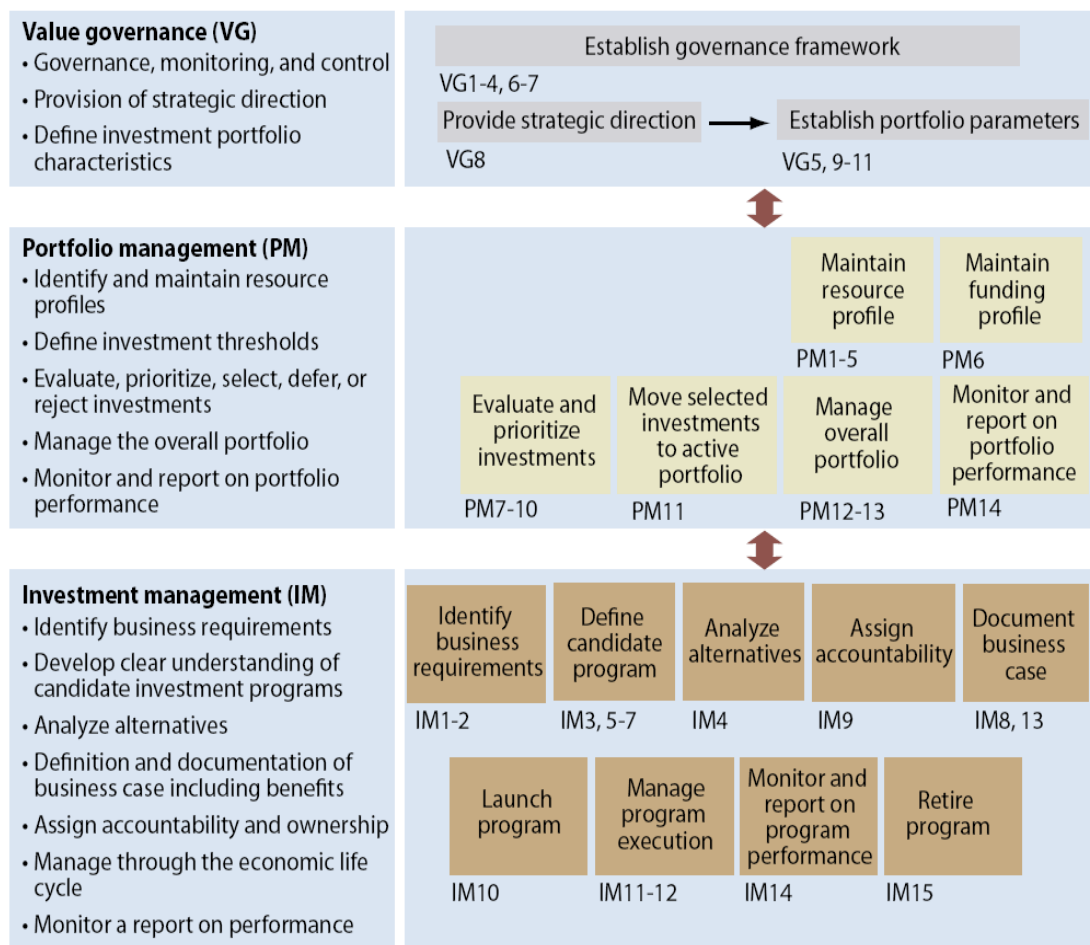 Value governance (VG)
• Governance, monitoring, and control
• Provision of strategic direction
• Define investment portfolio
characteristics
Establish governance framework
VG1-4, 6-7
Provide strategic direction
Establish portfolio parameters
VG8
VG5, 9-11
Portfolio management (PM)
• Identify and maintain resource
profiles
• Define investment thresholds
• Evaluate, prioritize, select, defer, or
reject investments
• Manage the overall portfolio
• Monitor and report on portfolio
performance
Maintain
resource
profile
PM1-5
Maintain
funding
profile
PM6
Evaluate and
prioritize
investments
PM7-10
Move selected
investments
to active
portfolio
PM11
Manage
overall
portfolio
PM12-13
Monitor and
report on
portfolio
performance
PM14
Investment management (IM)
• Identify business requirements
• Develop clear understanding of
candidate investment programs
• Analyze alternatives
• Definition and documentation of
business case including benefits
• Assign accountability and ownership
• Manage through the economic life
cycle
• Monitor a report on performance
Identify
business
requirements
IM1-2
Define
candidate
program
IM3, 5-7
Analyze
alternatives
IM4
Assign
accountability
IM9
Document
business
case
IM8, 13
Launch
program
IM10
Manage
program
execution
IM11-12
Monitor and
report on
program
performance
IM14
Retire
program
IM15